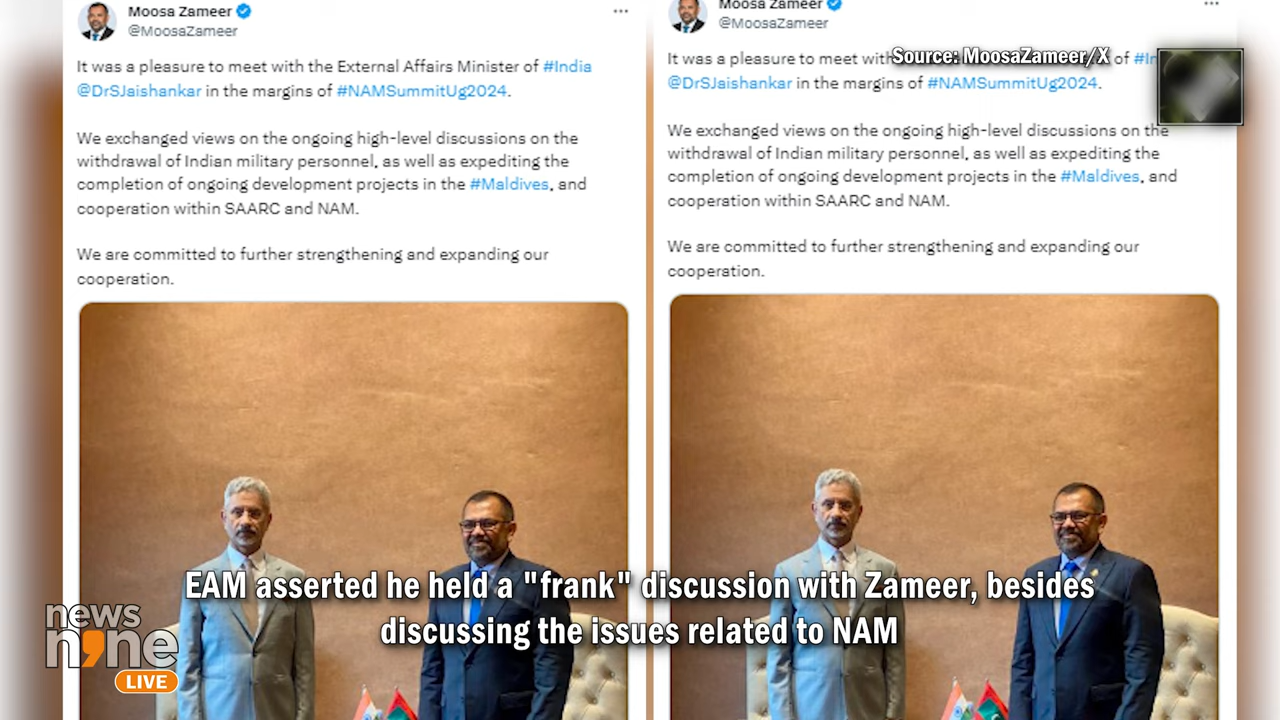 Moosa Zameer
@MoosaZameer
It was a pleasure to meet with the External Affairs Minister of #India
@DrSJaishankar in the margins of #NAMSummitUg2024.
We exchanged views on the ongoing high-level discussions on the
withdrawal of Indian military personnel, as well as expediting the
completion of ongoing development projects in the #Maldives, and
cooperation within SAARC and NAM.
We are committed to further strengthening and expanding our
cooperation.
Moosa Zameer
@MoosaZameer
Source: MoosaZameer/X
It was a pleasure to meet with of
@DrSJaishankar in the margins of #NAMSummitUg2024.
We exchanged views on the ongoing high-level discussions on the
withdrawal of Indian military personnel, as well as expediting the
completion of ongoing development projects in the #Maldives, and
cooperation within SAARC and NAM.
We are committed to further strengthening and expanding our
cooperation.
EAM asserted he held a "frank" discussion with Zameer, besides
discussing the issues related to NAM
news
n9ne
LIVE